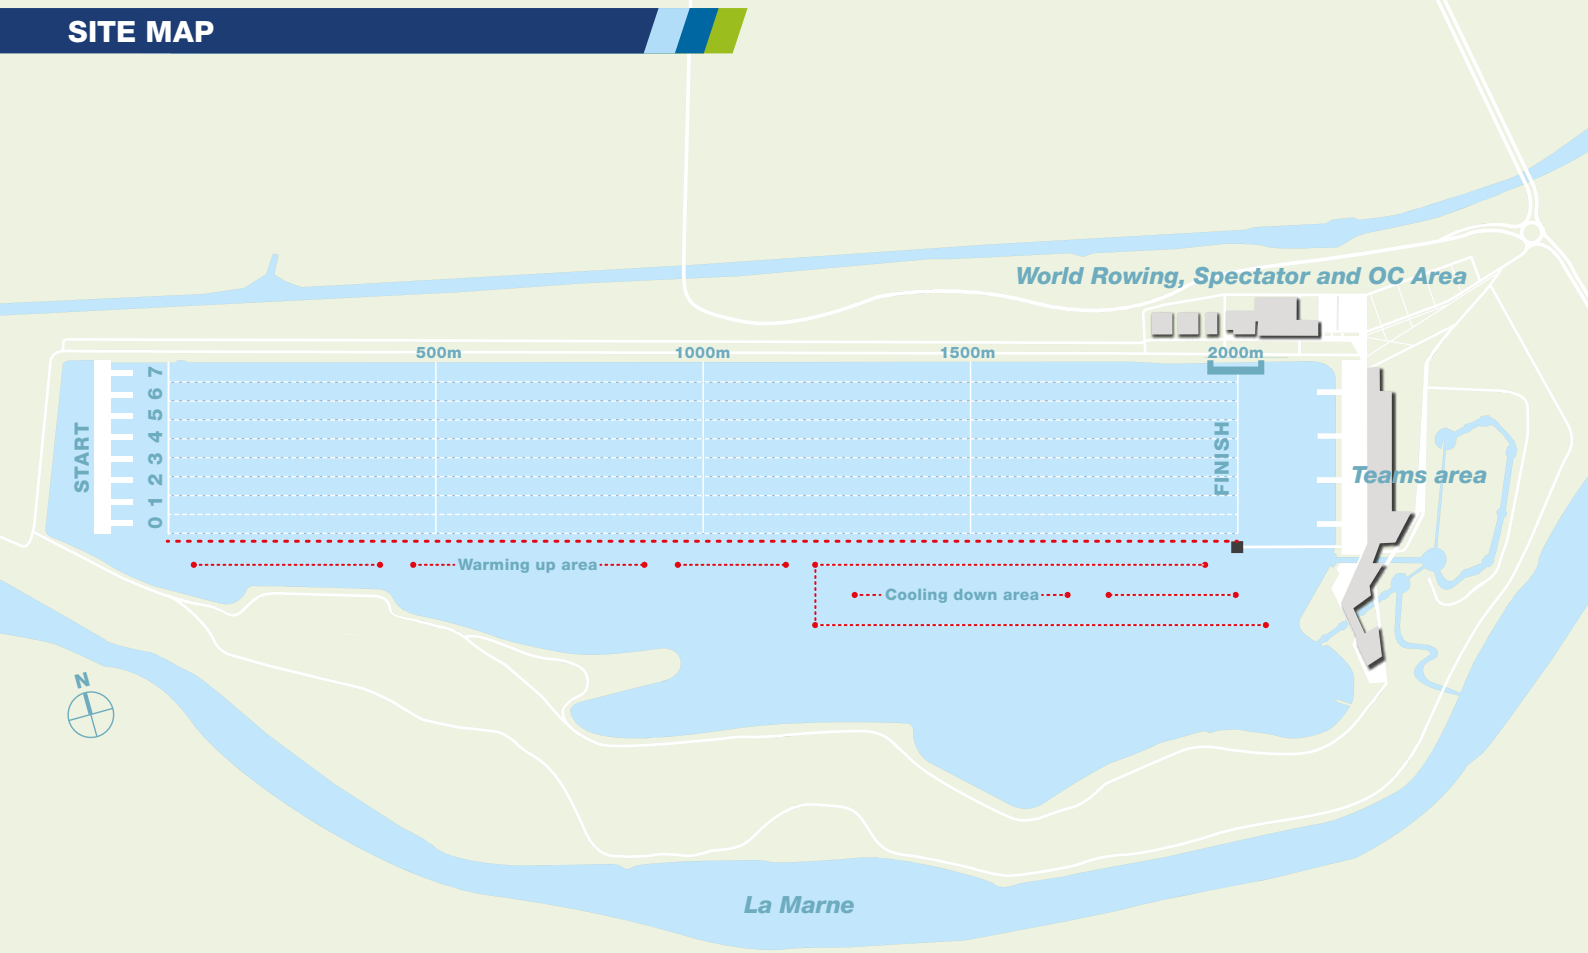 SITE MAP
World Rowing, Spectator and OC Area
500m
1000m
1500m
2000m
START
7
6
5
4
3
2
1
0
FINISH
Teams area
Warming up area
Cooling down area
N
La Marne